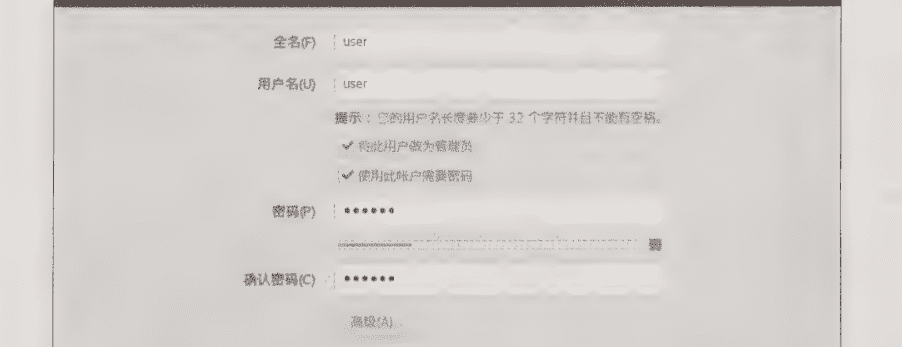 全名(F) user
用户名(U) user
提示：您的用户名长度要少于 32 个字符并且不能有空格。
将此用户做为管理员
使用此帐户需要密码
密码(P) ••••••
弱
确认密码(C) ••••••
高级(A)...